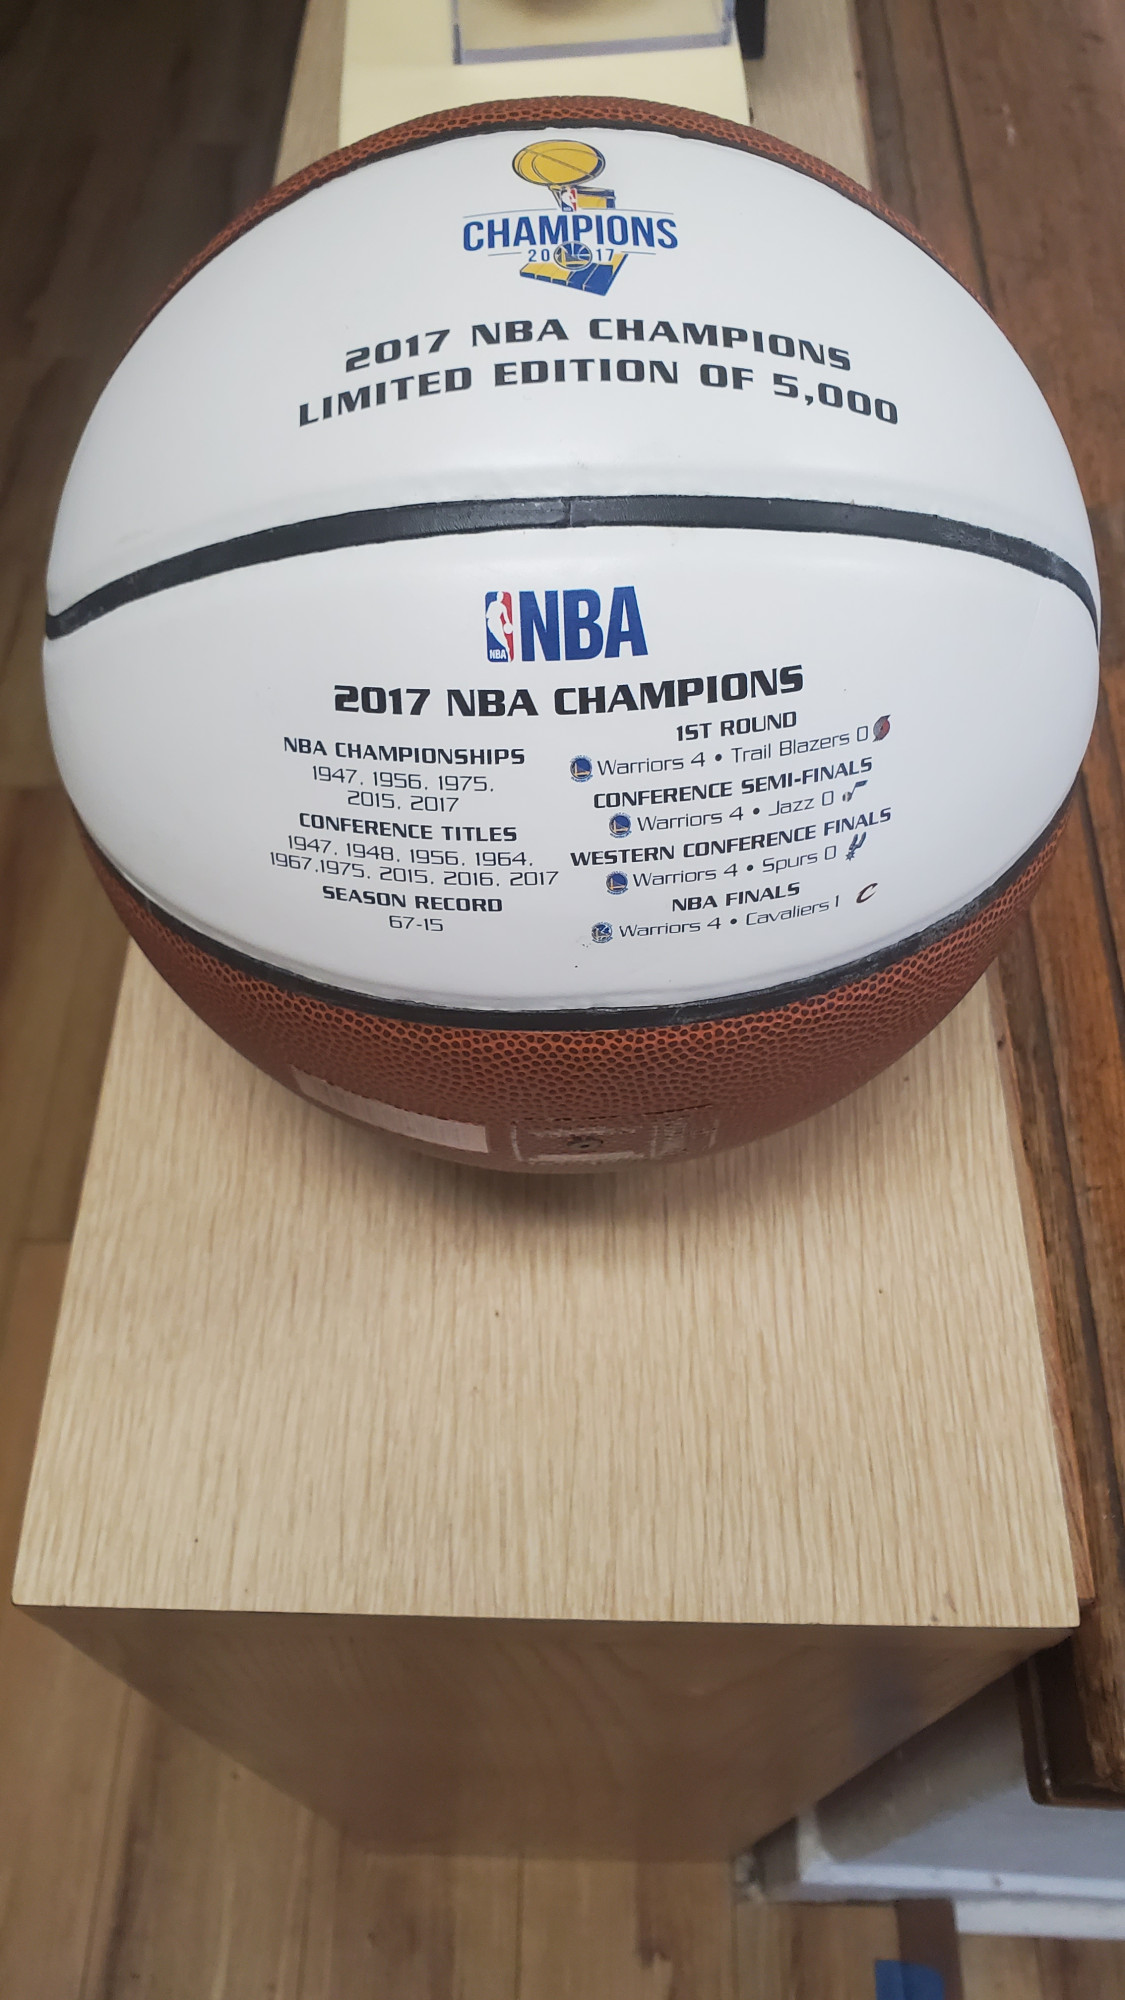 CHAMPIONS
2017
2017 NBA CHAMPIONS
LIMITED EDITION OF 5,000
NBA NBA
2017 NBA CHAMPIONS
NBA CHAMPIONSHIPS
1947, 1956, 1975,
2015, 2017
CONFERENCE TITLES
1947, 1948, 1956, 1964,
1967,1975, 2015, 2016, 2017
SEASON RECORD
67-15
1ST ROUND
Warriors 4 • Trail Blazers 0
CONFERENCE SEMI-FINALS
Warriors 4 • Jazz 0
WESTERN CONFERENCE FINALS
Warriors 4 • Spurs 0
NBA FINALS
Warriors 4 • Cavaliers 1 C